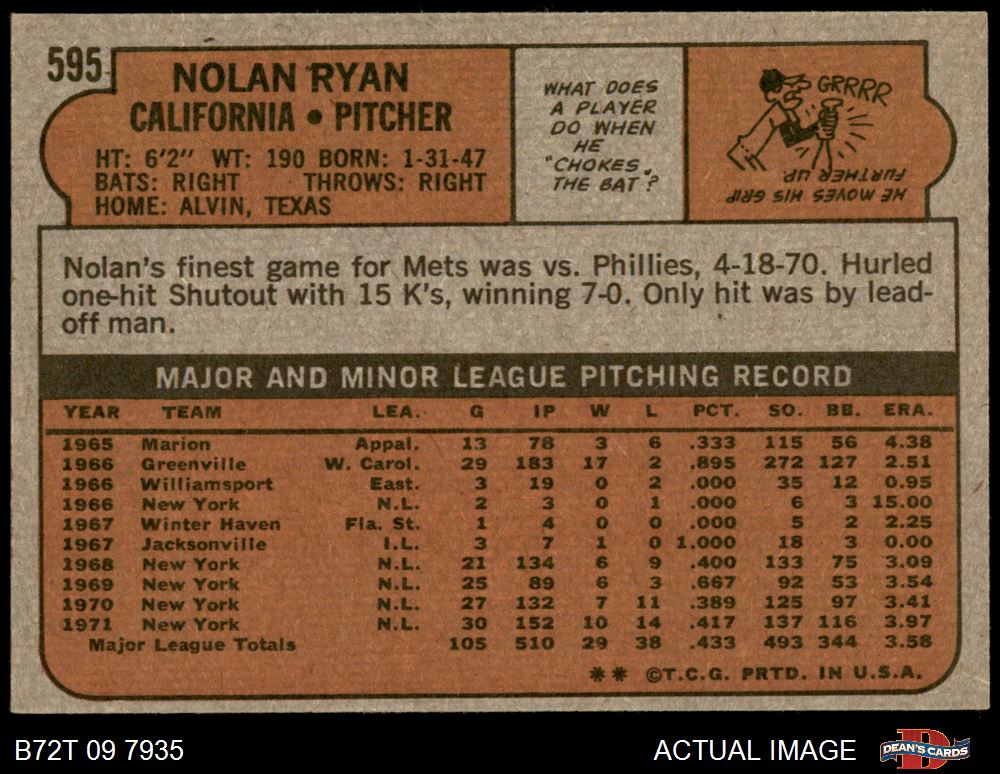 595
NOLAN RYAN
CALIFORNIA • PITCHER
HT: 6'2" WT: 190 BORN: 1-31-47
BATS: RIGHT THROWS: RIGHT
HOME: ALVIN, TEXAS
WHAT DOES
A PLAYER
DO WHEN
HE
"CHOKES"
THE BAT?
GRRRR
HE MOVES HIS GRIP
FURTHER UP
Nolan's finest game for Mets was vs. Phillies, 4-18-70. Hurled
one-hit Shutout with 15 K's, winning 7-0. Only hit was by lead-
off man.
MAJOR AND MINOR LEAGUE PITCHING RECORD
YEAR TEAM LEA. G IP W L PCT. SO. BB. ERA.
1965 Marion Appal. 13 78 3 6 .333 115 56 4.38
1966 Greenville W. Carol. 29 183 17 2 .895 272 127 2.51
1966 Williamsport East. 3 19 0 2 .000 35 12 0.95
1966 New York N.L. 2 3 0 1 .000 6 3 15.00
1967 Winter Haven Fla. St. 1 4 0 0 .000 5 2 2.25
1967 Jacksonville I.L. 3 7 1 0 1.000 18 3 0.00
1968 New York N.L. 21 134 6 9 .400 133 75 3.09
1969 New York N.L. 25 89 6 3 .667 92 53 3.54
1970 New York N.L. 27 132 7 11 .389 125 97 3.41
1971 New York N.L. 30 152 10 14 .417 137 116 3.97
Major League Totals 105 510 29 38 .433 493 344 3.58
** ©T.C.G. PRTD. IN U.S.A.
B72T 09 7935
ACTUAL IMAGE
DEAN'S CARDS